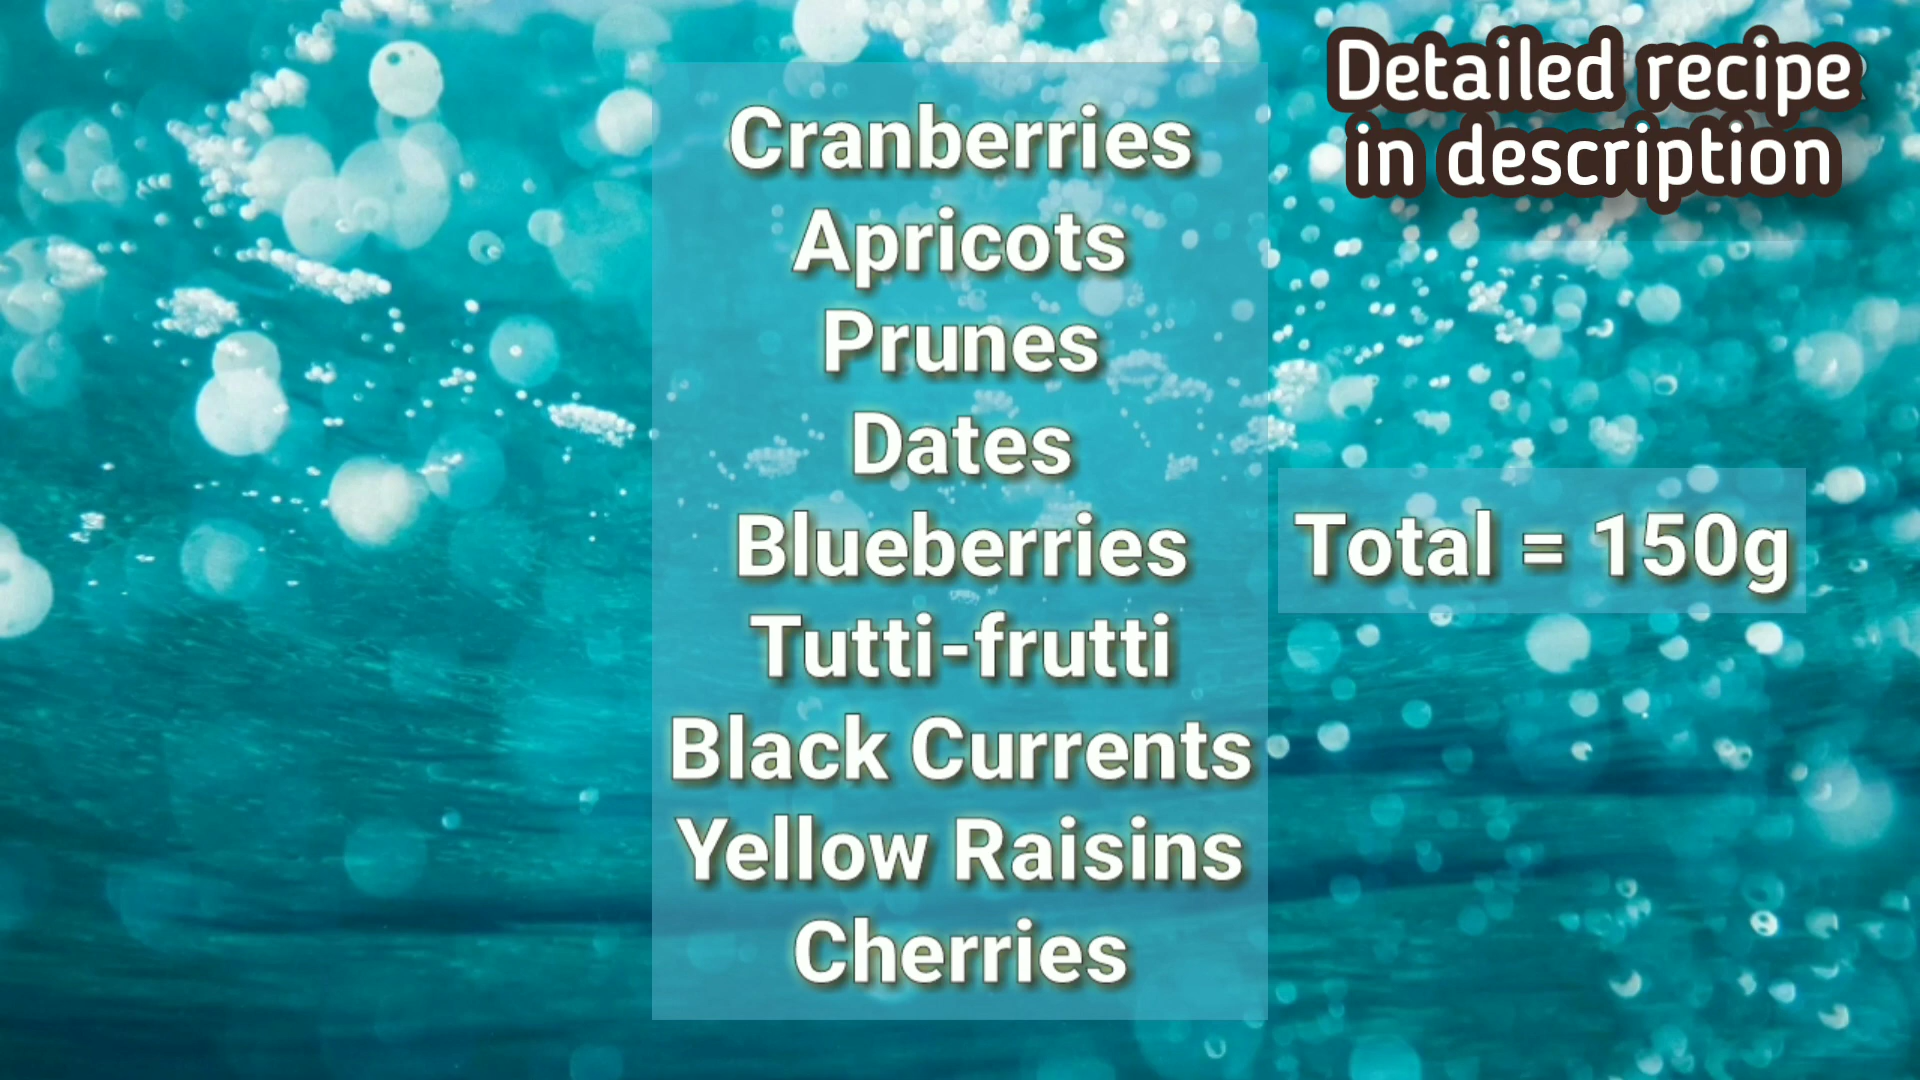 Detailed recipe
in description
Cranberries
Apricots
Prunes
Dates
Blueberries
Tutti-frutti
Black Currents
Yellow Raisins
Cherries
Total = 150g